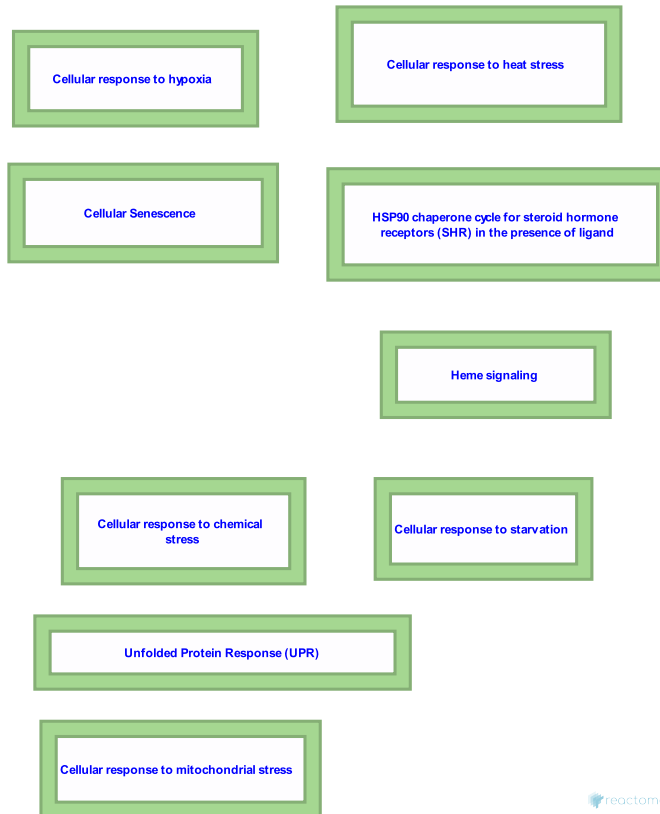 Cellular response to hypoxia
Cellular response to heat stress
Cellular Senescence
HSP90 chaperone cycle for steroid hormone
receptors (SHR) in the presence of ligand
Heme signaling
Cellular response to chemical
stress
Cellular response to starvation
Unfolded Protein Response (UPR)
Cellular response to mitochondrial stress
reactom